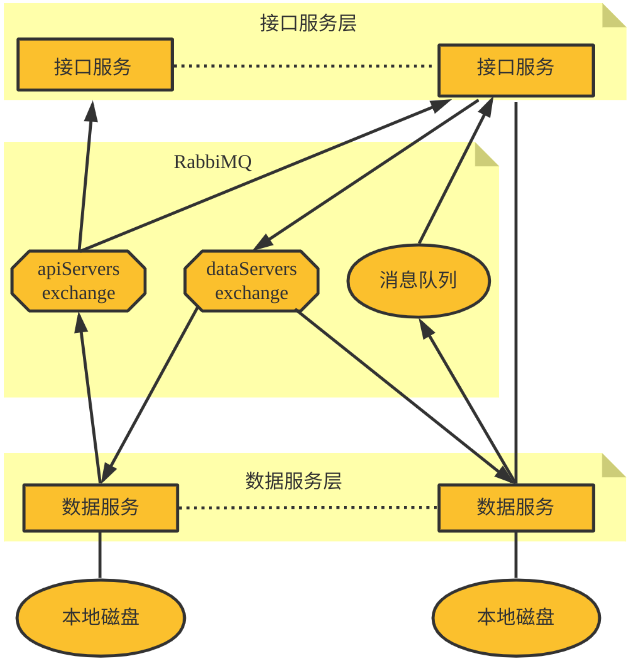 接口服务层
接口服务
接口服务
RabbiMQ
apiServers
exchange
dataServers
exchange
消息队列
数据服务层
数据服务
数据服务
本地磁盘
本地磁盘